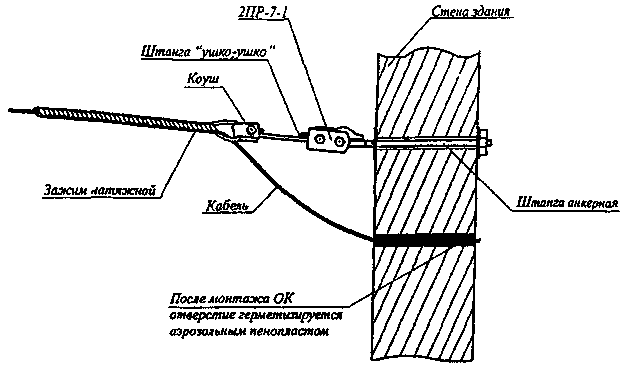 2ПР-7-1
Стена здания
Штанга "ушко-ушко"
Коуш
Зажим натяжной
Кабель
Штанга анкерная
После монтажа ОК
отверстие герметизируется
аэрозольным пенопластом